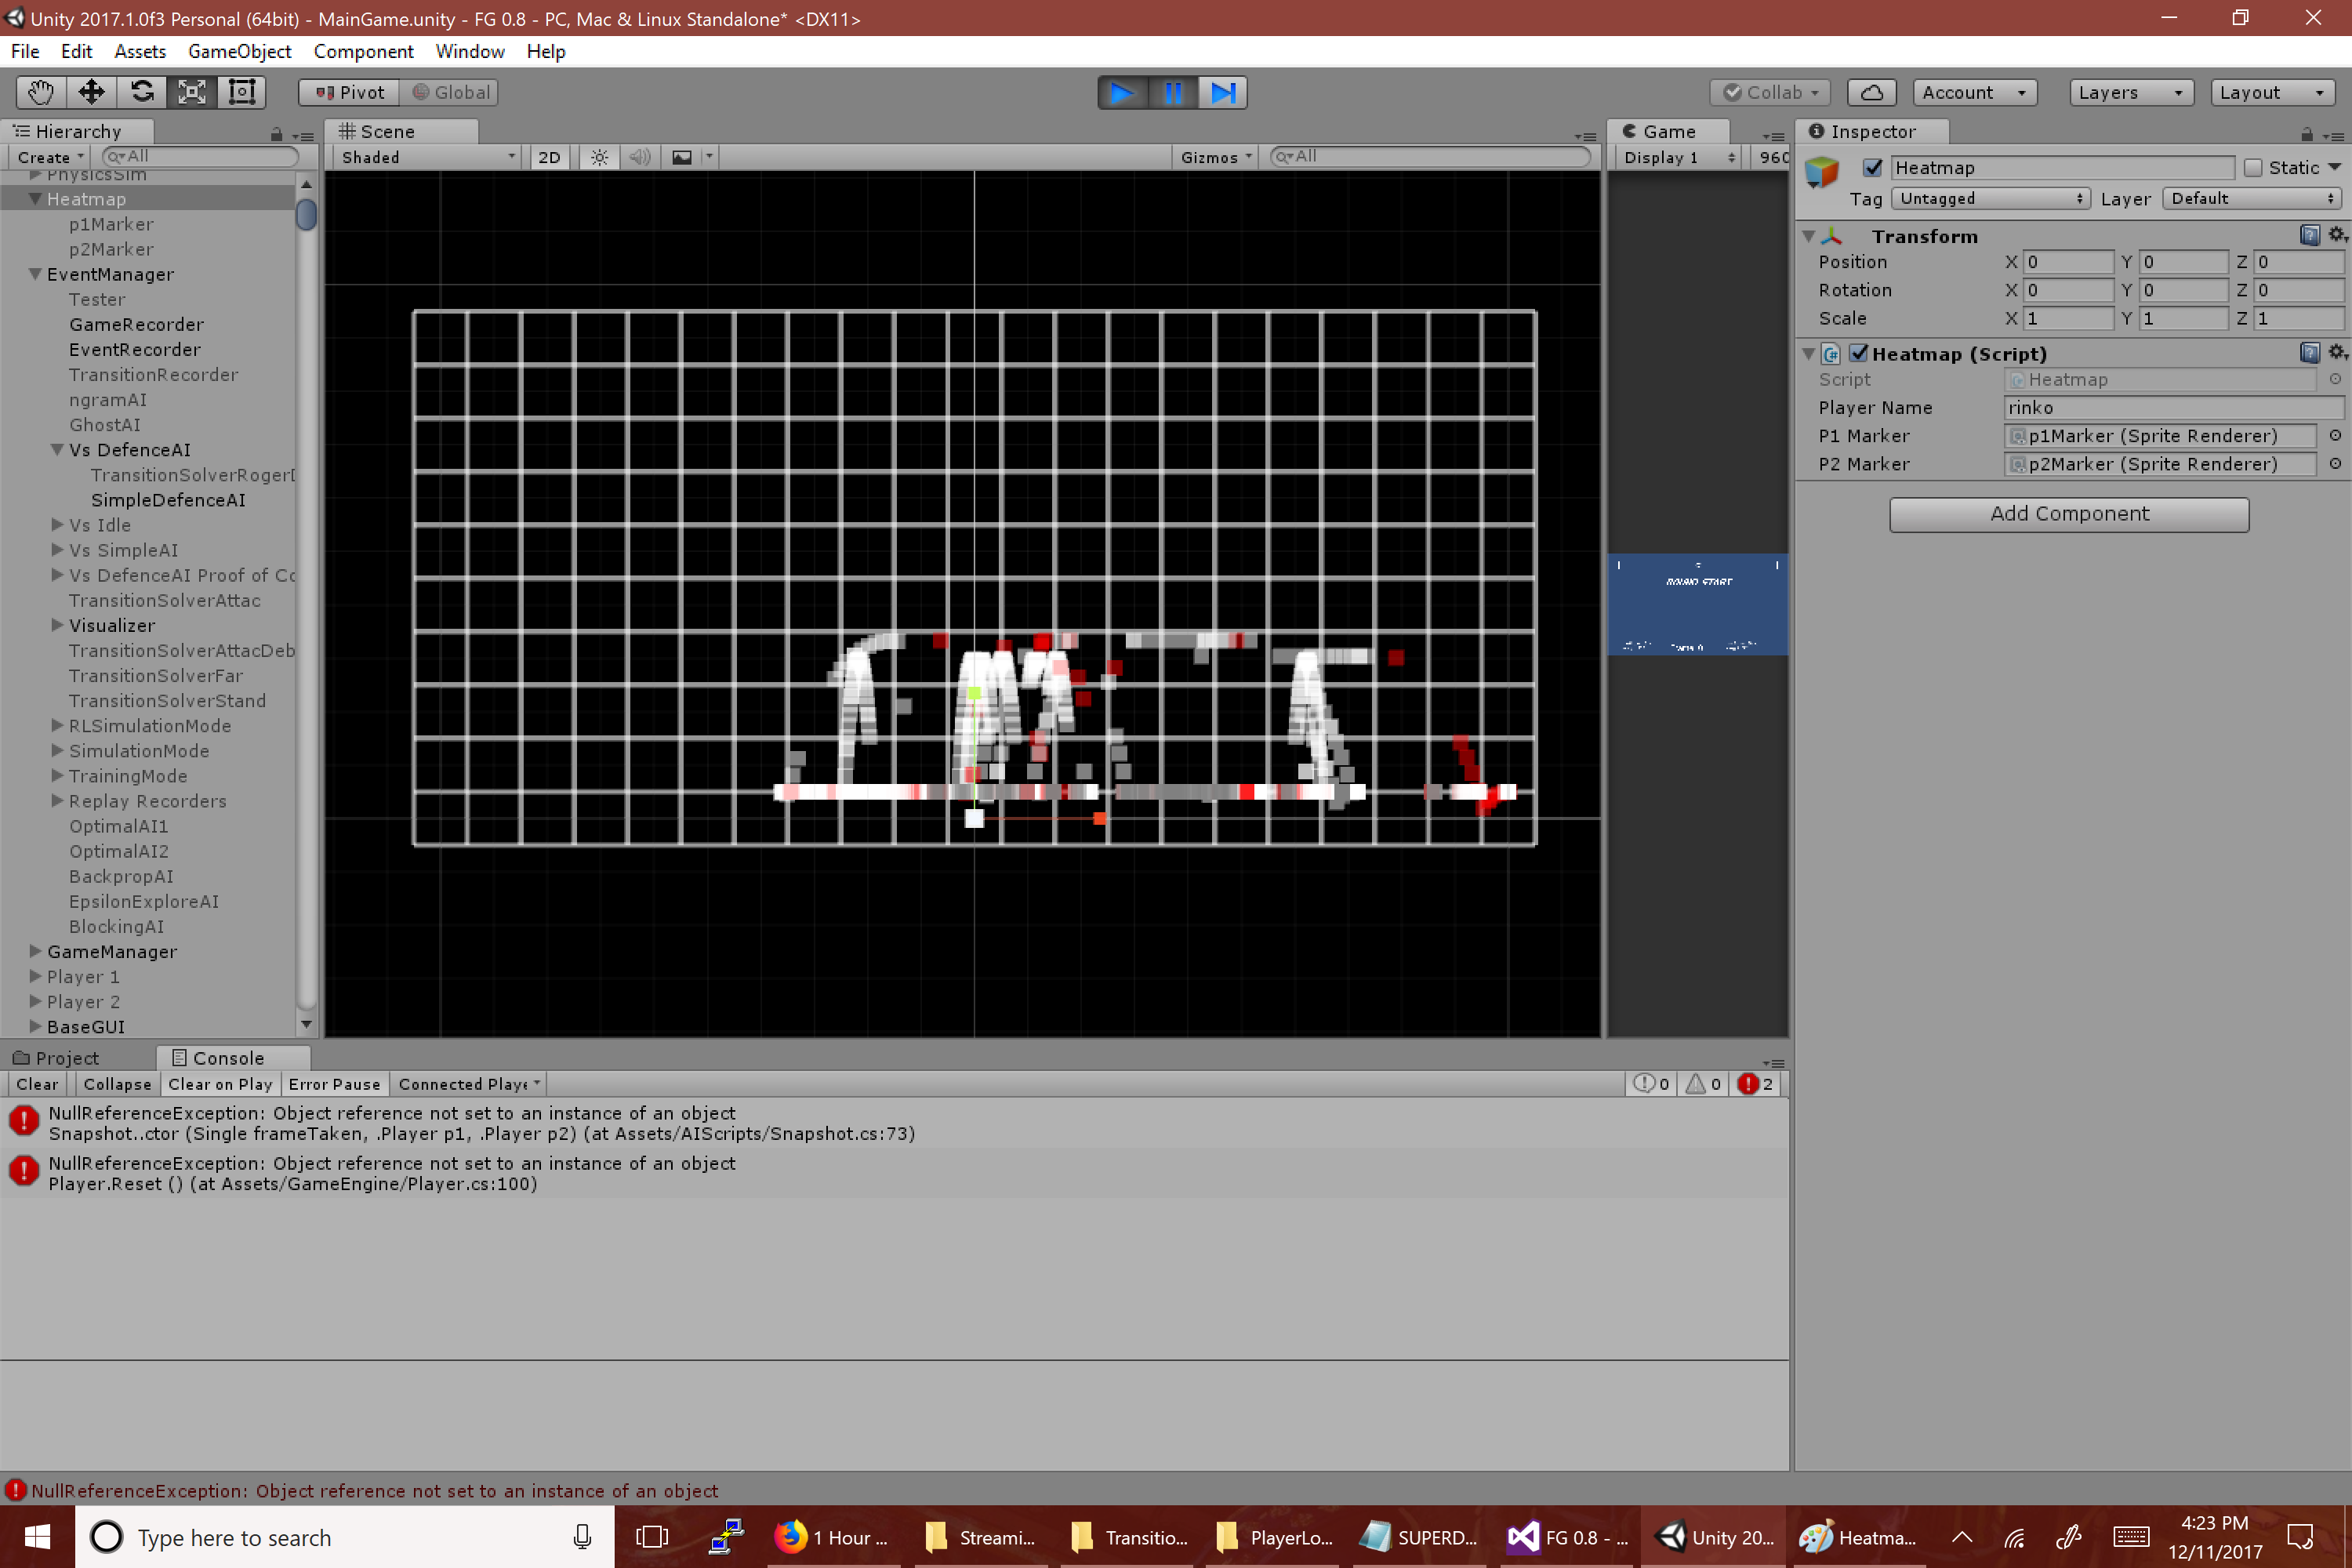 Unity 2017.1.0f3 Personal (64bit) - MainGame.unity - FG 0.8 - PC, Mac & Linux Standalone* <DX11>
File Edit Assets GameObject Component Window Help
Pivot Global Collab Account Layers Layout
Hierarchy
Create All
PhysicsSim
Heatmap
p1Marker
p2Marker
EventManager
Tester
GameRecorder
EventRecorder
TransitionRecorder
ngramAI
GhostAI
Vs DefenceAI
TransitionSolverRogerD
SimpleDefenceAI
Vs Idle
Vs SimpleAI
Vs DefenceAI Proof of Co
TransitionSolverAttac
Visualizer
TransitionSolverAttacDeb
TransitionSolverFar
TransitionSolverStand
RLSimulationMode
SimulationMode
TrainingMode
Replay Recorders
OptimalAI1
OptimalAI2
BackpropAI
EpsilonExploreAI
BlockingAI
GameManager
Player 1
Player 2
BaseGUI
Scene
Shaded 2D Gizmos All
Game
Display 1 960
ROUND START
Inspector
Heatmap Static
Tag Untagged Layer Default
Transform
Position X 0 Y 0 Z 0
Rotation X 0 Y 0 Z 0
Scale X 1 Y 1 Z 1
Heatmap (Script)
Script Heatmap
Player Name rinko
P1 Marker p1Marker (Sprite Renderer)
P2 Marker p2Marker (Sprite Renderer)
Add Component
Project Console
Clear Collapse Clear on Play Error Pause Connected Playe 0 0 2
NullReferenceException: Object reference not set to an instance of an object
Snapshot..ctor (Single frameTaken, .Player p1, .Player p2) (at Assets/AIScripts/Snapshot.cs:73)
NullReferenceException: Object reference not set to an instance of an object
Player.Reset () (at Assets/GameEngine/Player.cs:100)
NullReferenceException: Object reference not set to an instance of an object
Type here to search
1 Hour ...
Streami...
Transitio...
PlayerLo...
SUPERD...
FG 0.8 - ...
Unity 20...
Heatma...
4:23 PM
12/11/2017